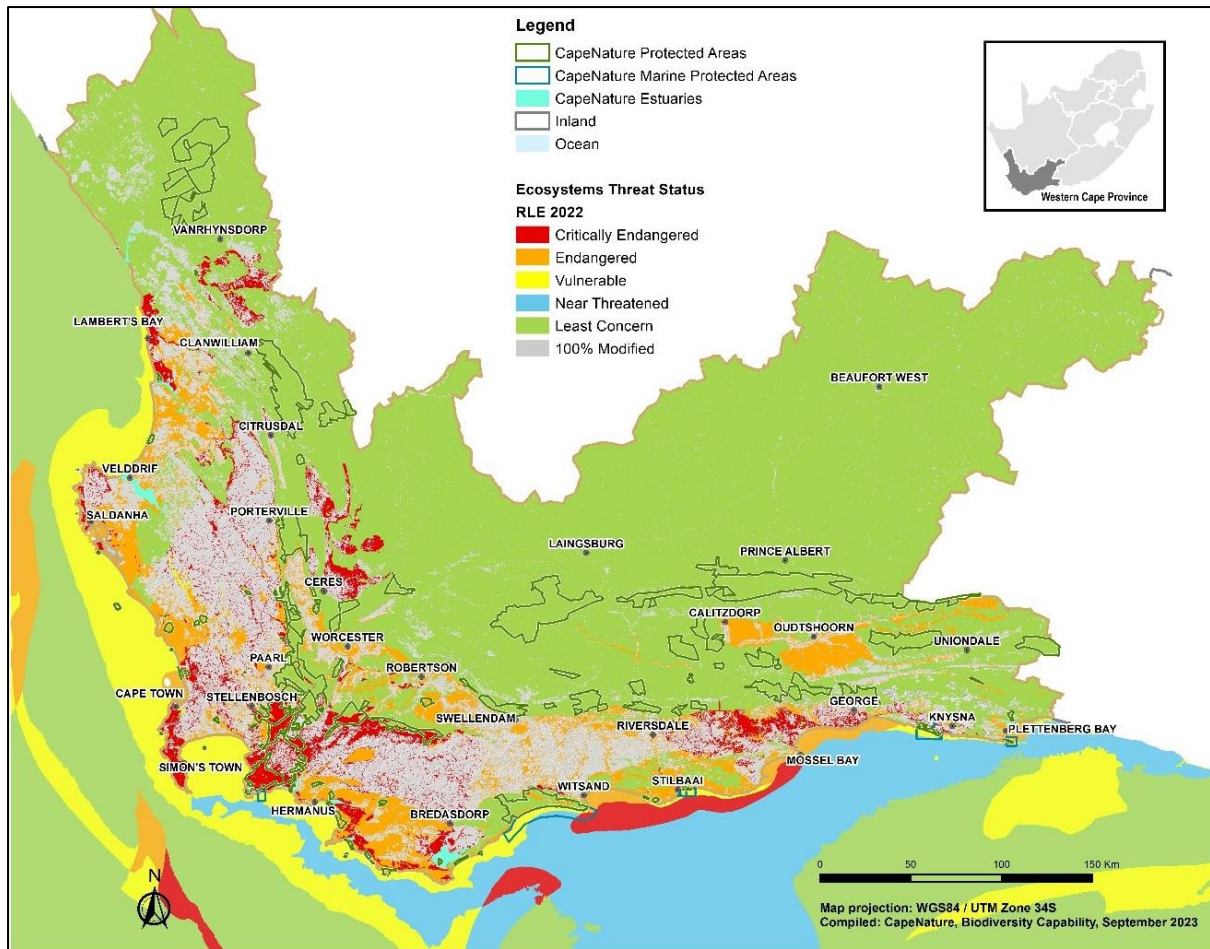 Legend
CapeNature Protected Areas
CapeNature Marine Protected Areas
CapeNature Estuaries
Inland
Ocean
Ecosystems Threat Status
RLE 2022
Critically Endangered
Endangered
Vulnerable
Near Threatened
Least Concern
100% Modified
Western Cape Province
VANRHYNSDORP
LAMBERT'S BAY
CLANWILLIAM
BEAUFORT WEST
CITRUSDAL
VELDDRIF
SALDANHA
PORTERVILLE
LAINGSBURG
PRINCE ALBERT
CERES
CALITZDORP
OUDTSHOORN
WORCESTER
UNIONDALE
PAARL
ROBERTSON
CAPE TOWN
STELLENBOSCH
GEORGE
SWELLENDAM
RIVERSDALE
KNYSNA
PLETTENBERG BAY
SIMON'S TOWN
MOSSEL BAY
WITSAND
STILBAAI
HERMANUS
BREDASDORP
N
0 50 100 150 Km
Map projection: WGS84 / UTM Zone 34S
Compiled: CapeNature, Biodiversity Capability, September 2023